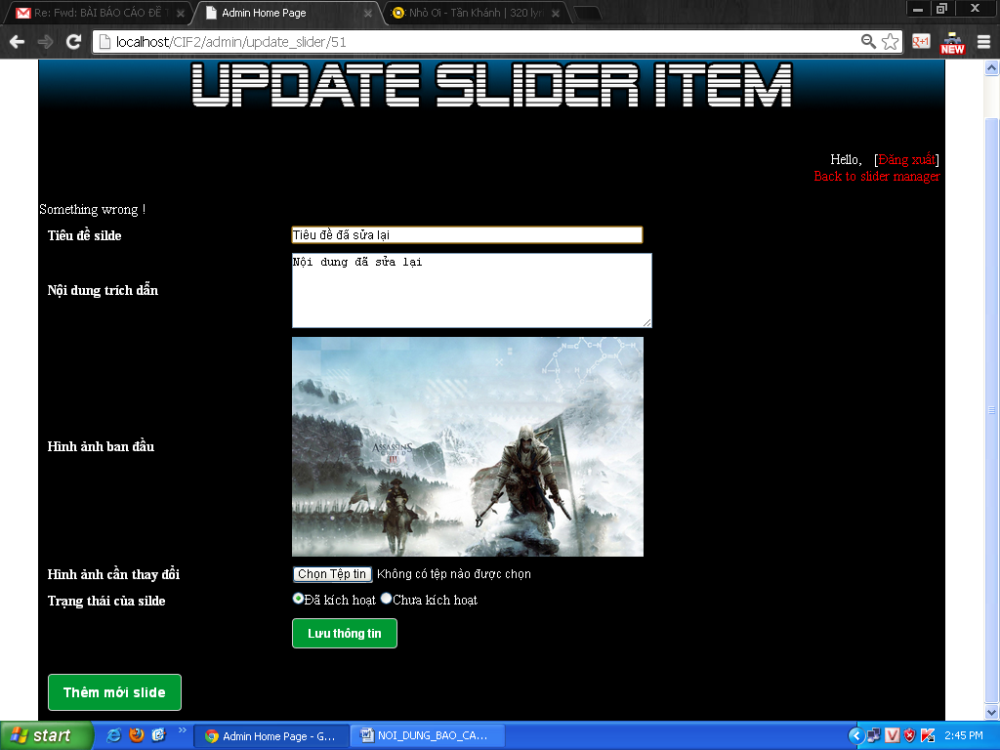 Re: Fwd: BÀI BÁO CÁO ĐỀ T
Admin Home Page
Nhỏ Ơi - Tấn Khánh | 320 lyri
localhost/CIF2/admin/update_slider/51
g+1
NEW
UPDATE SLIDER ITEM
Hello, [Đăng xuất]
Back to slider manager
Something wrong !
Tiêu đề silde
Tiêu đề đã sửa lại
Nội dung trích dẫn
Nội dung đã sửa lại
Hình ảnh ban đầu
ASSASSIN'S
CREED
III
Hình ảnh cần thay đổi
Chọn Tệp tin Không có tệp nào được chọn
Trạng thái của silde
Đã kích hoạt Chưa kích hoạt
Lưu thông tin
Thêm mới slide
start
Admin Home Page - G...
NOI_DUNG_BAO_CA...
2:45 PM